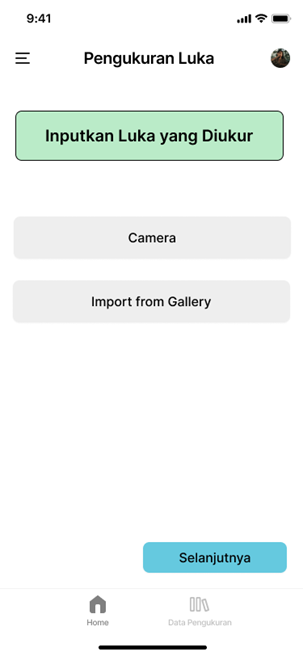 9:41
Pengukuran Luka
Inputkan Luka yang Diukur
Camera
Import from Gallery
Selanjutnya
Home
Data Pengukuran